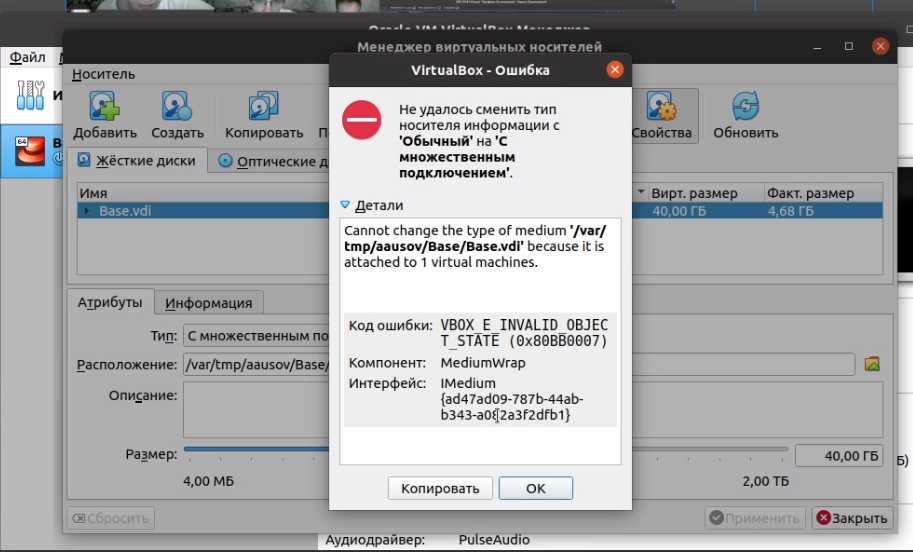 Oracle VM VirtualBox Менеджер
Файл
Менеджер виртуальных носителей
Носитель
Добавить Создать Копировать Свойства Обновить
Жёсткие диски Оптические д
Имя Вирт. размер Факт. размер
Base.vdi 40,00 ГБ 4,68 ГБ
Атрибуты Информация
Тип: С множественным по
Расположение: /var/tmp/aausov/Base/
Описание:
Размер: 40,00 ГБ
4,00 МБ 2,00 ТБ
Сбросить Применить Закрыть
Аудиодрайвер: PulseAudio
64
VirtualBox - Ошибка
Не удалось сменить тип
носителя информации с
'Обычный' на 'С
множественным
подключением'.
Детали
Cannot change the type of medium '/var/
tmp/aausov/Base/Base.vdi' because it is
attached to 1 virtual machines.
Код ошибки: VBOX_E_INVALID_OBJEC
T_STATE (0x80BB0007)
Компонент: MediumWrap
Интерфейс: IMedium
{ad47ad09-787b-44ab-
b343-a082a3f2dfb1}
Копировать OK